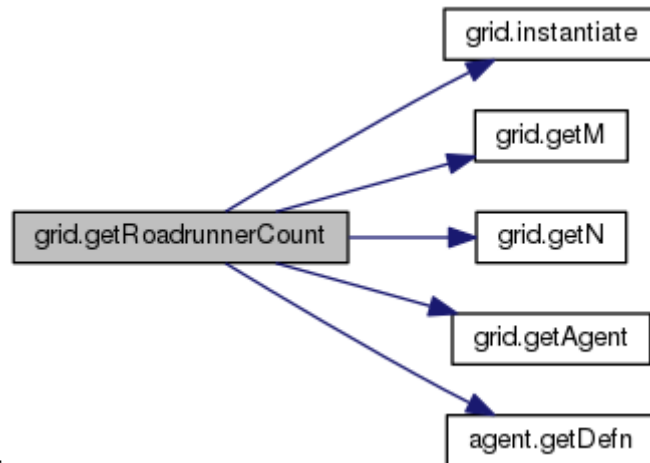 grid.instantiate
grid.getM
grid.getRoadrunnerCount
grid.getN
grid.getAgent
agent.getDefn